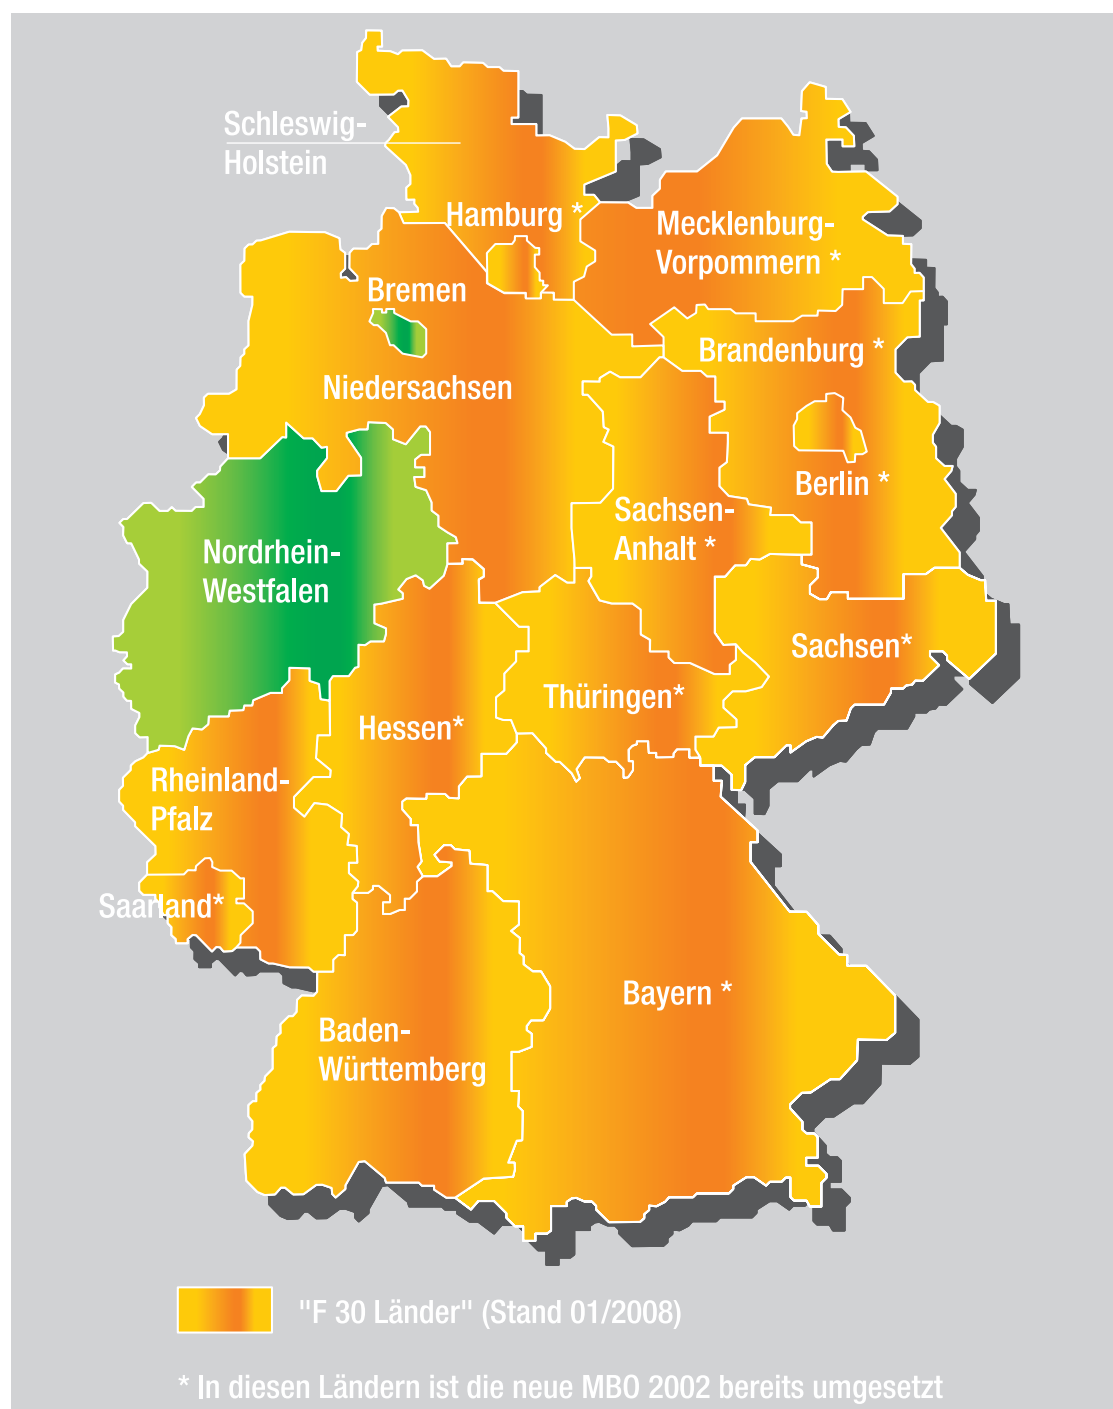 Schleswig-
Holstein
Hamburg *
Mecklenburg-
Vorpommern *
Bremen
Brandenburg *
Niedersachsen
Berlin *
Sachsen-
Anhalt *
Nordrhein-
Westfalen
Sachsen*
Thüringen*
Hessen*
Rheinland-
Pfalz
Saarland*
Bayern *
Baden-
Württemberg
"F 30 Länder" (Stand 01/2008)
* In diesen Ländern ist die neue MBO 2002 bereits umgesetzt